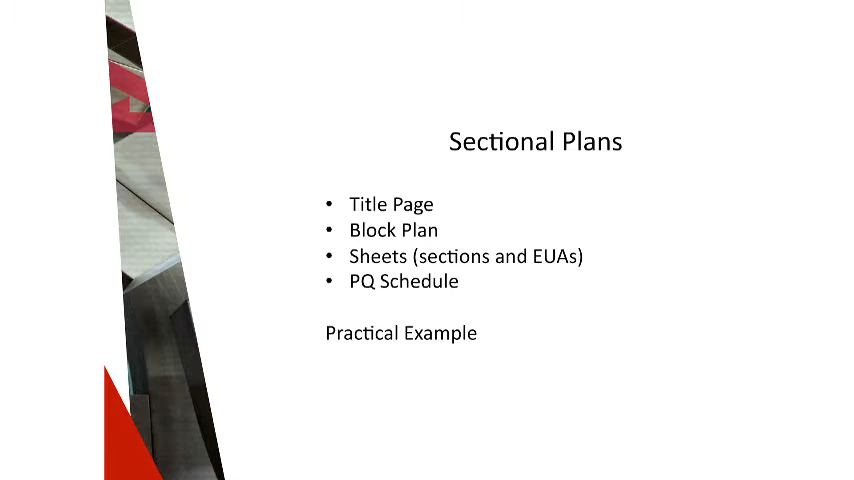 Sectional Plans
• Title Page
• Block Plan
• Sheets (sections and EUAs)
• PQ Schedule
Practical Example